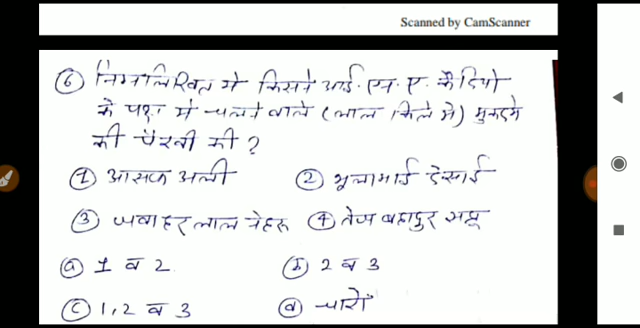 Scanned by CamScanner
⑥ निम्नलिखित मे किसने आई. एन. ए. कैदियो
के पक्ष मे चलने वाले (लाल किले मे) मुकदमे
की पैरवी की ?
① आसफ अली ② भूलाभाई देसाई
③ जवाहर लाल नेहरू ④ तेज बहादुर सप्रू
ⓐ 1 व 2 ⓑ 2 व 3
ⓒ 1,2 व 3 ⓓ चारों